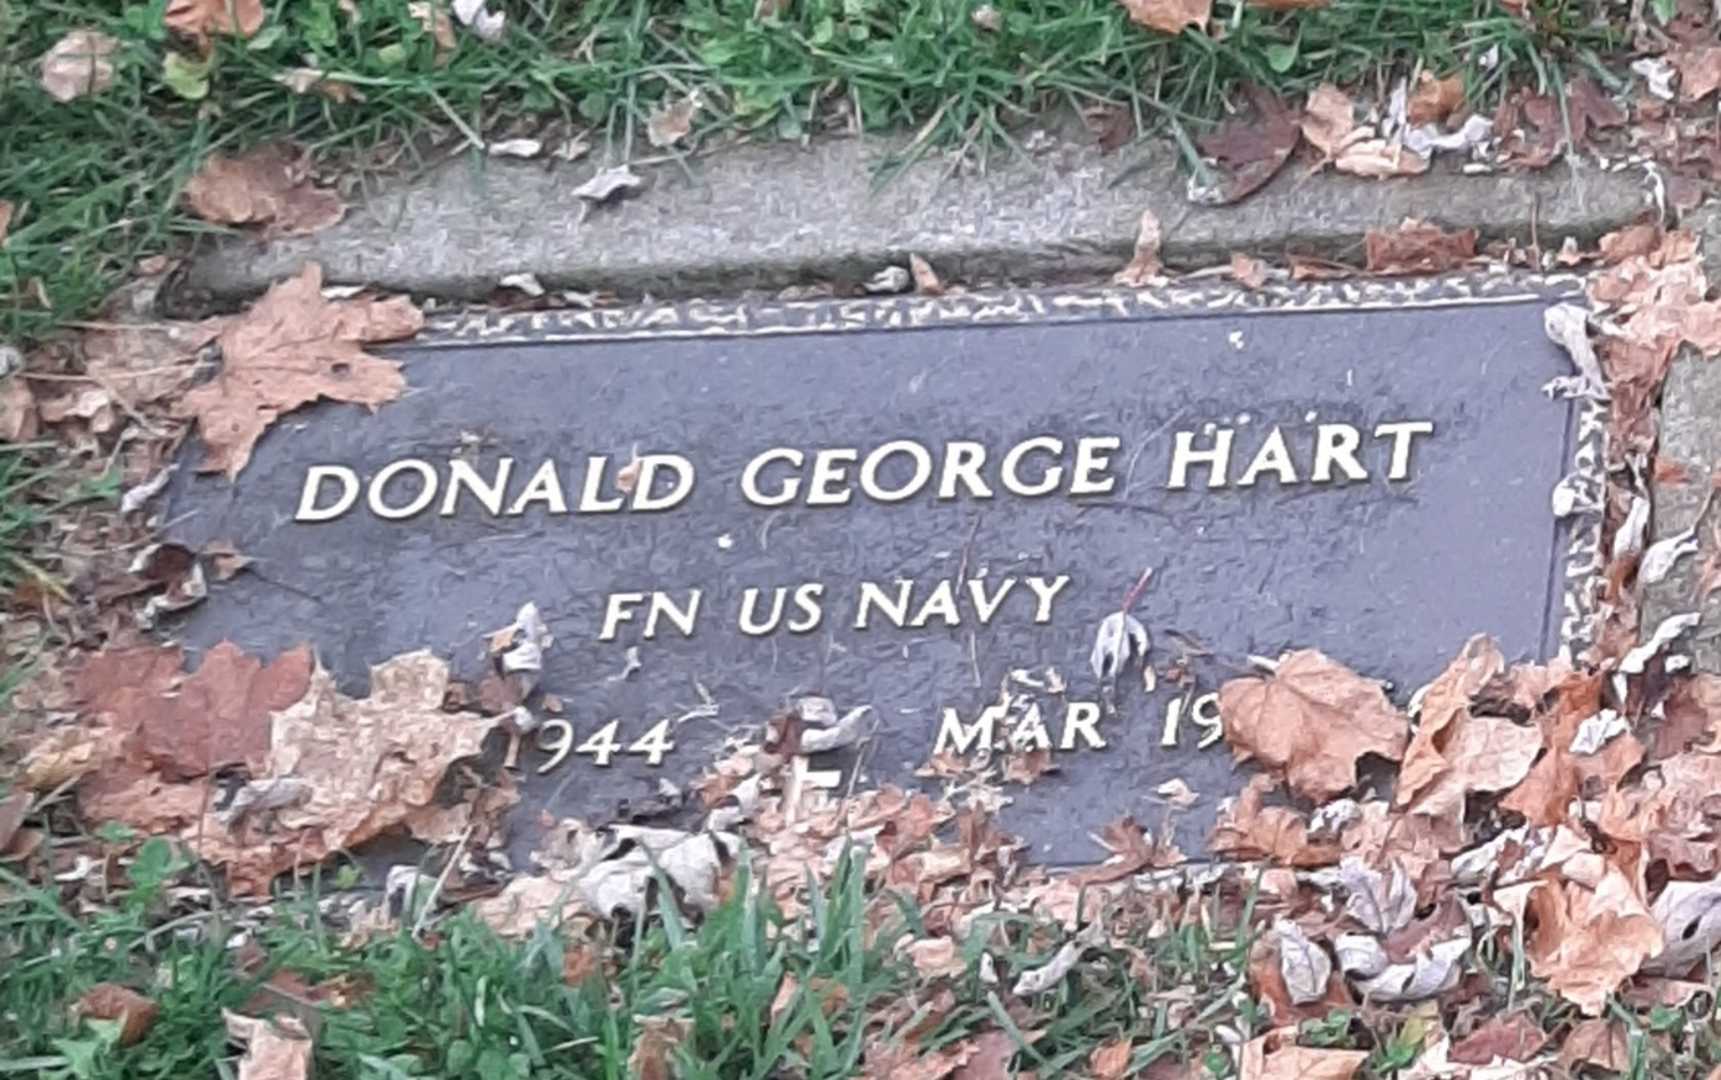 DONALD GEORGE HART
FN US NAVY
944 MAR 19